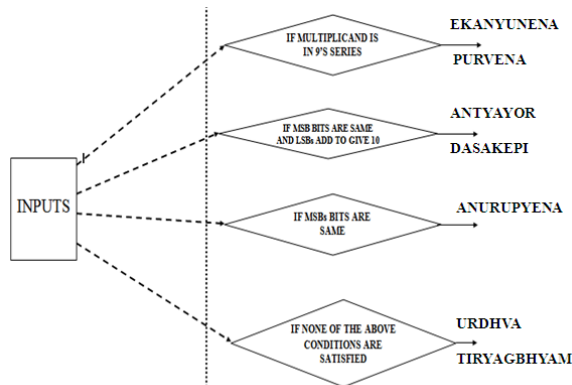 EKANYUNENA
IF MULTIPLICAND IS
IN 9'S SERIES
PURVENA
ANTYAYOR
IF MSB BITS ARE SAME
AND LSBs ADD TO GIVE 10
DASAKEPI
INPUTS
IF MSBs BITS ARE
SAME
ANURUPYENA
IF NONE OF THE ABOVE
CONDITIONS ARE
SATISFIED
URDHVA
TIRYAGBHYAM